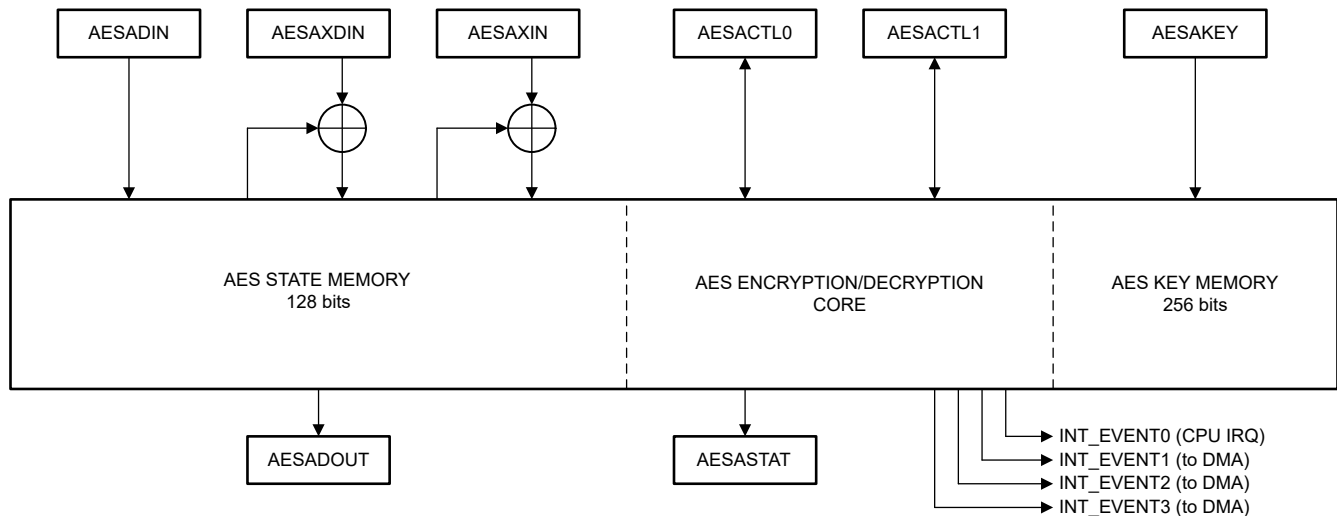 AESADIN
AESAXDIN
AESAXIN
AESACTL0
AESACTL1
AESAKEY
AES STATE MEMORY
128 bits
AES ENCRYPTION/DECRYPTION
CORE
AES KEY MEMORY
256 bits
AESADOUT
AESASTAT
INT_EVENT0 (CPU IRQ)
INT_EVENT1 (to DMA)
INT_EVENT2 (to DMA)
INT_EVENT3 (to DMA)